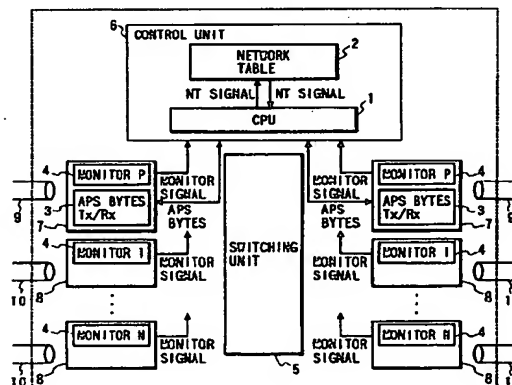 6
CONTROL UNIT
2
NETWORK
TABLE
NT SIGNAL
NT SIGNAL
1
CPU
4
MONITOR P
APS BYTES
Tx/Rx
3
7
9
MONITOR
SIGNAL
APS
BYTES
4
MONITOR 1
8
10
MONITOR
SIGNAL
4
MONITOR N
8
10
MONITOR
SIGNAL
SWITCHING
UNIT
5
MONITOR
SIGNAL
APS
BYTES
MONITOR P
4
APS BYTES
Tx/Rx
3
7
9
MONITOR
SIGNAL
MONITOR 1
4
8
MONITOR
SIGNAL
MONITOR N
4
8